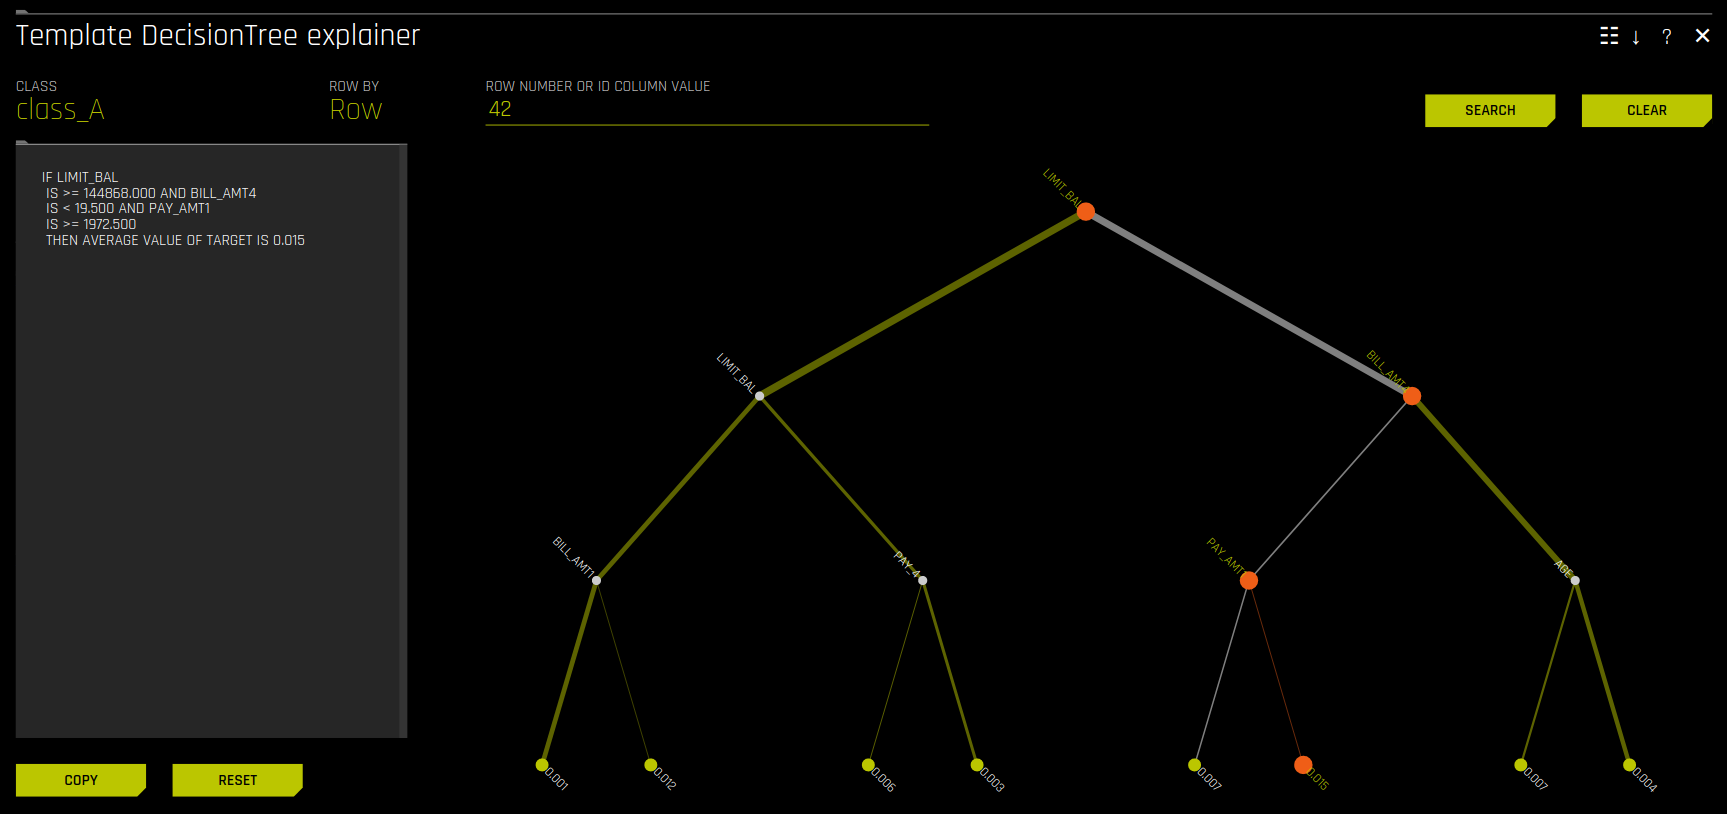 Template DecisionTree explainer
↓ ? ✕
CLASS
class_A
ROW BY
Row
ROW NUMBER OR ID COLUMN VALUE
42
SEARCH
CLEAR
IF LIMIT_BAL
IS >= 144868.000 AND BILL_AMT4
IS < 19.500 AND PAY_AMT1
IS >= 1972.500
THEN AVERAGE VALUE OF TARGET IS 0.015
LIMIT_BAL
LIMIT_BAL
BILL_AMT4
BILL_AMT1
PAY_4
PAY_AMT1
AGE
0.001
0.012
0.006
0.003
0.007
0.015
0.007
0.004
COPY
RESET